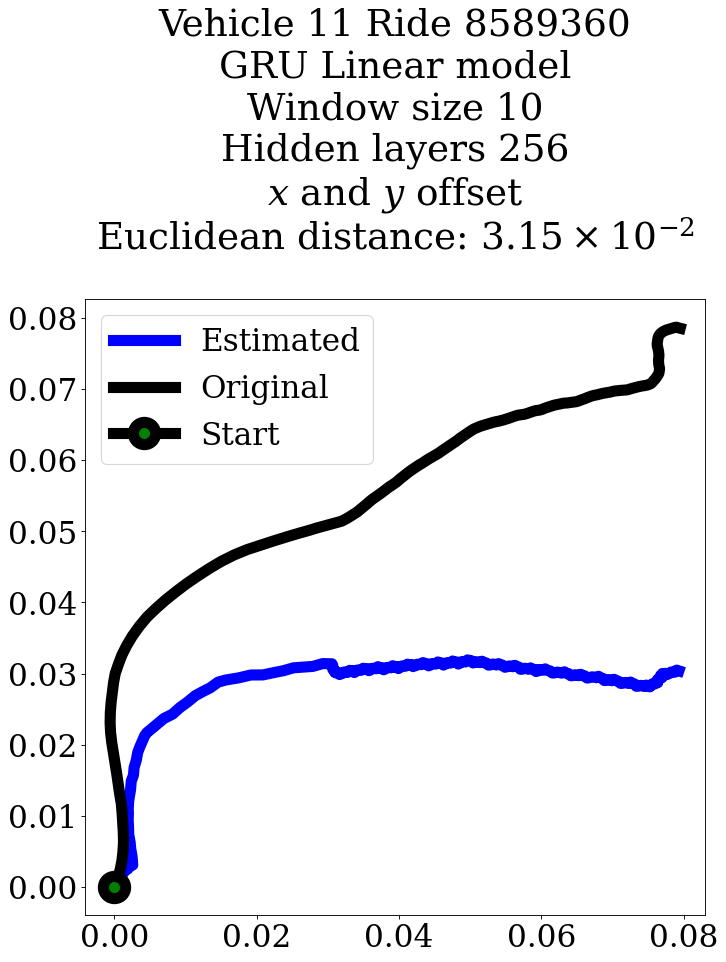 Vehicle 11 Ride 8589360
GRU Linear model
Window size 10
Hidden layers 256
x and y offset
Euclidean distance: 3.15 × 10⁻²
Estimated
Original
Start
0.08
0.07
0.06
0.05
0.04
0.03
0.02
0.01
0.00
0.00 0.02 0.04 0.06 0.08